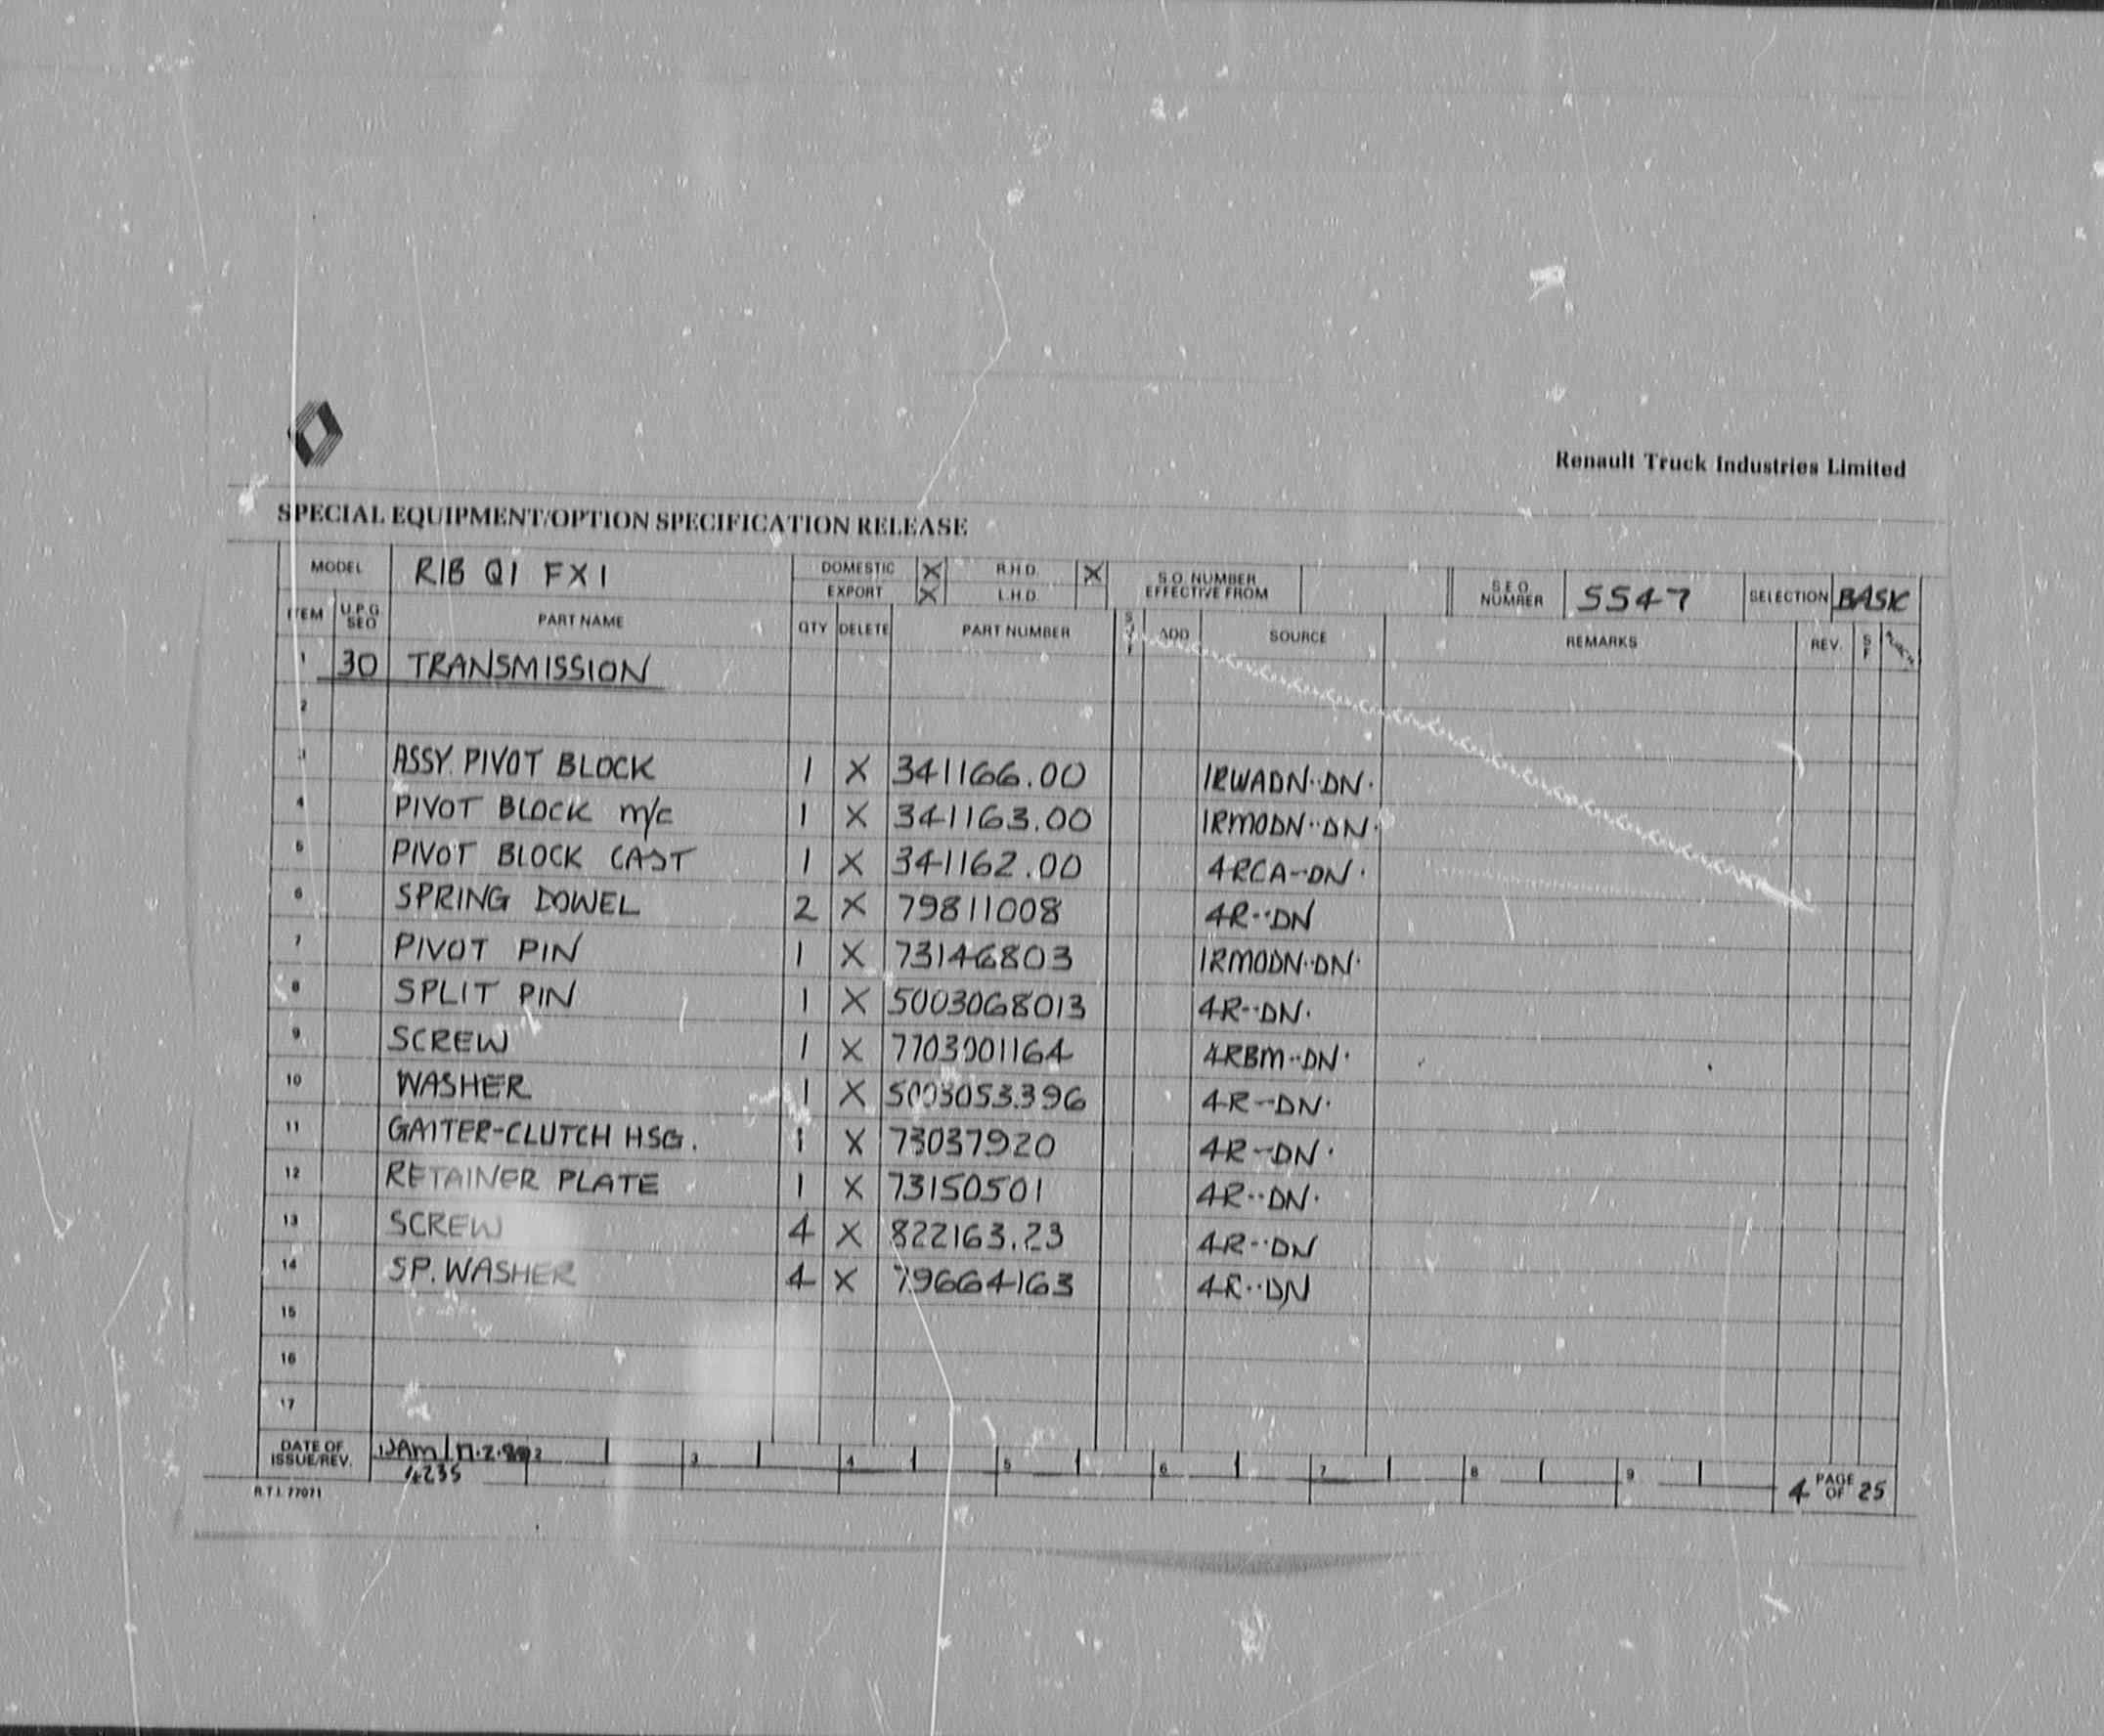 Renault Truck Industries Limited
SPECIAL EQUIPMENT/OPTION SPECIFICATION RELEASE
MODEL R1B Q1 FX1 DOMESTIC X R.H.D. X S.O. NUMBER EFFECTIVE FROM S.E.O. NUMBER 5547 SELECTION BASIC
EXPORT X L.H.D.
ITEM U.P.G SEO PART NAME QTY DELETE PART NUMBER ADD SOURCE REMARKS REV.
1 30 TRANSMISSION
2
3 ASSY. PIVOT BLOCK 1 X 341166.00 1RWADN··DN·
4 PIVOT BLOCK m/c 1 X 341163.00 1RMODN··DN·
5 PIVOT BLOCK CAST 1 X 341162.00 4RCA--DN·
6 SPRING DOWEL 2 X 79811008 4R··DN
7 PIVOT PIN 1 X 73146803 1RMODN··DN·
8 SPLIT PIN 1 X 5003068013 4R··DN·
9 SCREW 1 X 7703001164 4RBM··DN·
10 WASHER 1 X 5003053396 4R--DN·
11 GAITER-CLUTCH HSG. 1 X 73037920 4R--DN·
12 RETAINER PLATE 1 X 73150501 4R··DN·
13 SCREW 4 X 822163.23 4R··DN
14 SP. WASHER 4 X 79664163 4R··DN
15
16
17
DATE OF ISSUE/REV. 1 2 3 4 5 6 7 8 9 4 PAGE OF 25
4235
R.T.I. 77071